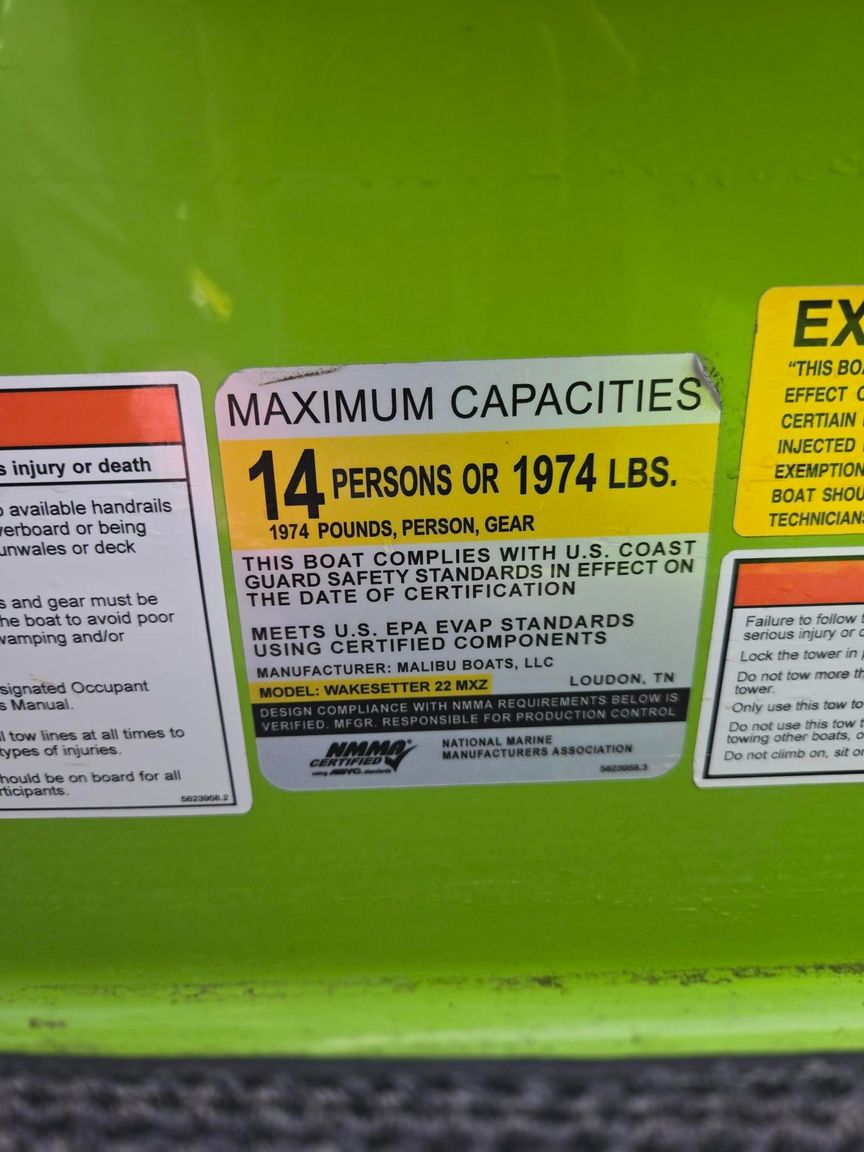 s injury or death
available handrails
verboard or being
unwales or deck
s and gear must be
he boat to avoid poor
wamping and/or
signated Occupant
s Manual.
l tow lines at all times to
types of injuries.
hould be on board for all
rticipants.
5823958.2
MAXIMUM CAPACITIES
14 PERSONS OR 1974 LBS.
1974 POUNDS, PERSON, GEAR
THIS BOAT COMPLIES WITH U.S. COAST
GUARD SAFETY STANDARDS IN EFFECT ON
THE DATE OF CERTIFICATION
MEETS U.S. EPA EVAP STANDARDS
USING CERTIFIED COMPONENTS
MANUFACTURER: MALIBU BOATS, LLC
LOUDON, TN
MODEL: WAKESETTER 22 MXZ
DESIGN COMPLIANCE WITH NMMA REQUIREMENTS BELOW IS
VERIFIED. MFGR. RESPONSIBLE FOR PRODUCTION CONTROL
NMMA®
CERTIFIED
using ABYC. standards
NATIONAL MARINE
MANUFACTURERS ASSOCIATION
5823958.3
EX
"THIS BOA
EFFECT O
CERTIAIN
INJECTED
EXEMPTION
BOAT SHOU
TECHNICIANS
Failure to follow t
serious injury or d
Lock the tower in
Do not tow more th
tower.
Only use this tow to
Do not use this tow t
towing other boats, o
Do not climb on, sit or